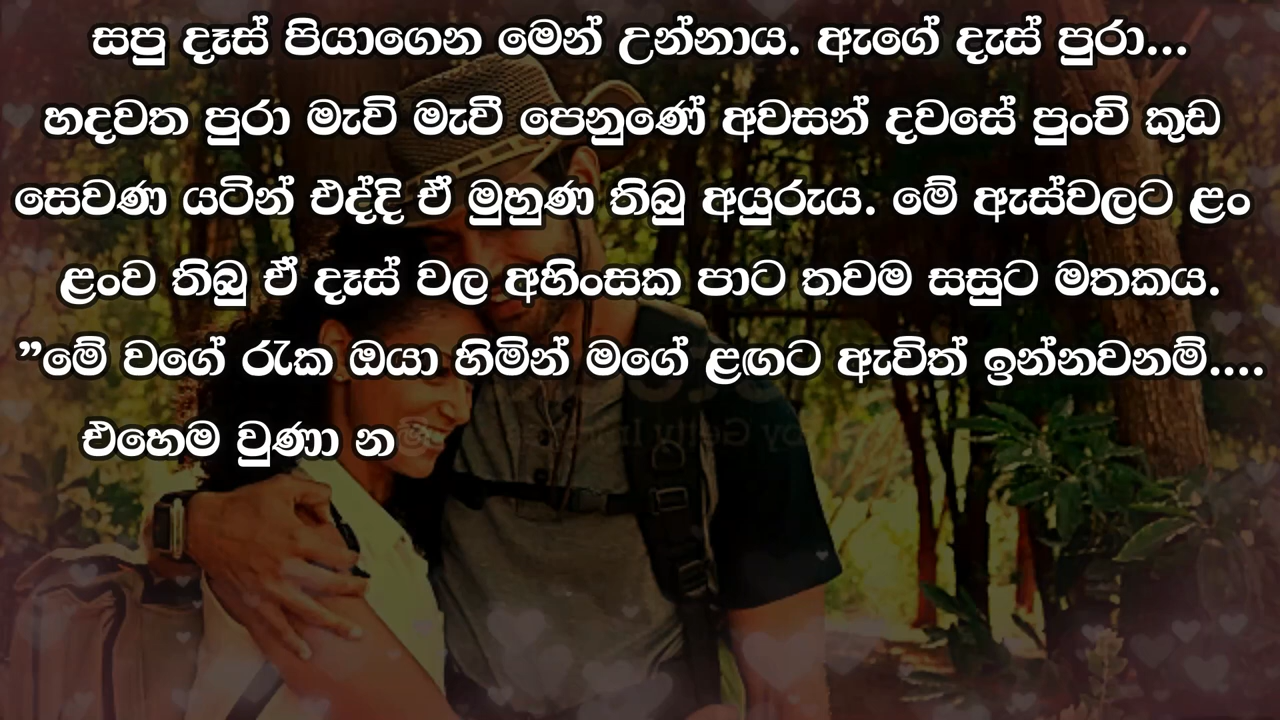 සපු දෑස් පියාගෙන මෙන් උන්නාය. ඇගේ දැස් පුරා...
හදවත පුරා මැවි මැවී පෙනුණේ අවසන් දවසේ පුංචි කුඩ
සෙවණ යටින් එද්දි ඒ මුහුණ තිබු අයුරුය. මේ ඇස්වලට ළං
ළංව තිබු ඒ දෑස් වල අහිංසක පාට තවම සසුට මතකය.
”මේ වගේ රැක ඔයා හිමින් මගේ ළඟට ඇවිත් ඉන්නවනම්....
එහෙම වුණා නම්